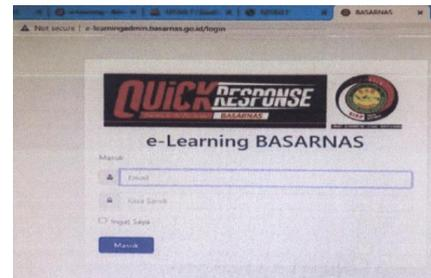 BASARNAS
Not secure | e-learningadmin.basarnas.go.id/login
QUICK RESPONSE
BASARNAS
e-Learning BASARNAS
Masuk
Email
Kata Sandi
Ingat Saya
Masuk